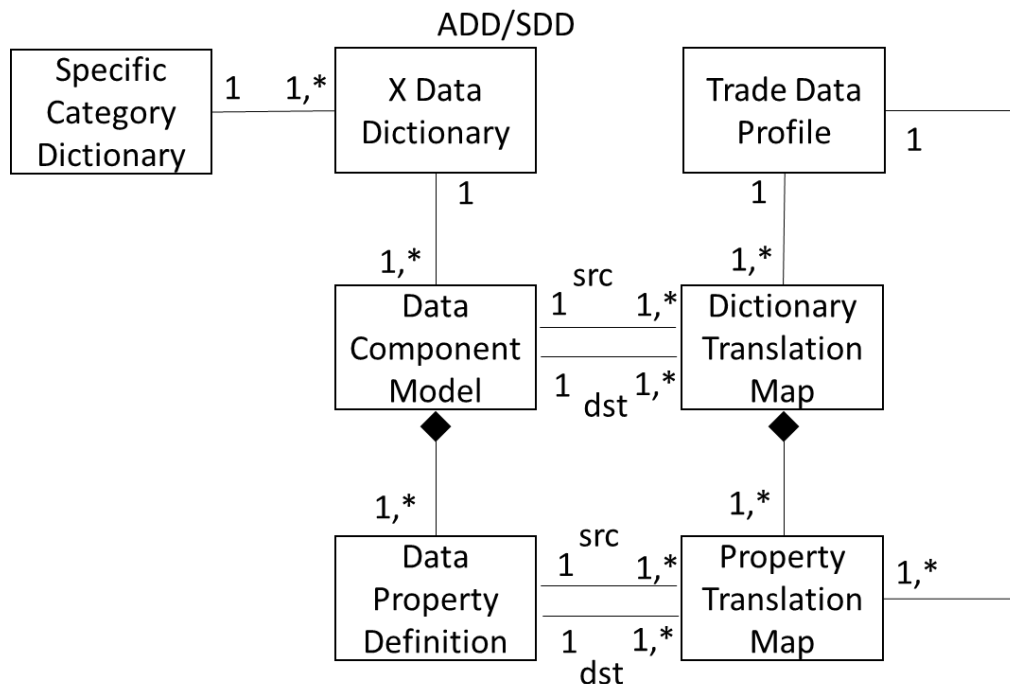 ADD/SDD
Specific
Category
Dictionary
1
1,*
X Data
Dictionary
Trade Data
Profile
1
1
1
1,*
1,*
Data
Component
Model
src
1
1,*
1
1,*
dst
Dictionary
Translation
Map
1,*
1,*
Data
Property
Definition
src
1
1,*
1
1,*
dst
Property
Translation
Map
1,*